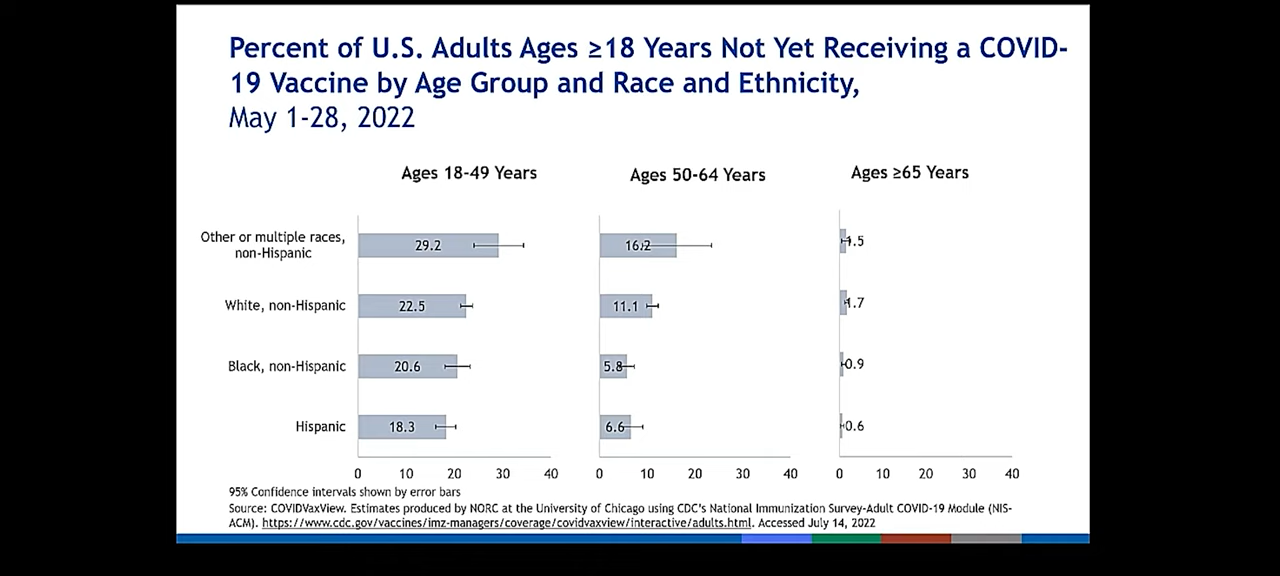 Percent of U.S. Adults Ages ≥18 Years Not Yet Receiving a COVID-
19 Vaccine by Age Group and Race and Ethnicity,
May 1-28, 2022
Ages 18-49 Years
Ages 50-64 Years
Ages ≥65 Years
Other or multiple races,
non-Hispanic
29.2
16.2
1.5
White, non-Hispanic
22.5
11.1
1.7
Black, non-Hispanic
20.6
5.8
0.9
Hispanic
18.3
6.6
0.6
0 10 20 30 40
0 10 20 30 40
0 10 20 30 40
95% Confidence intervals shown by error bars
Source: COVIDVaxView. Estimates produced by NORC at the University of Chicago using CDC's National Immunization Survey-Adult COVID-19 Module (NIS-
ACM). https://www.cdc.gov/vaccines/imz-managers/coverage/covidvaxview/interactive/adults.html. Accessed July 14, 2022